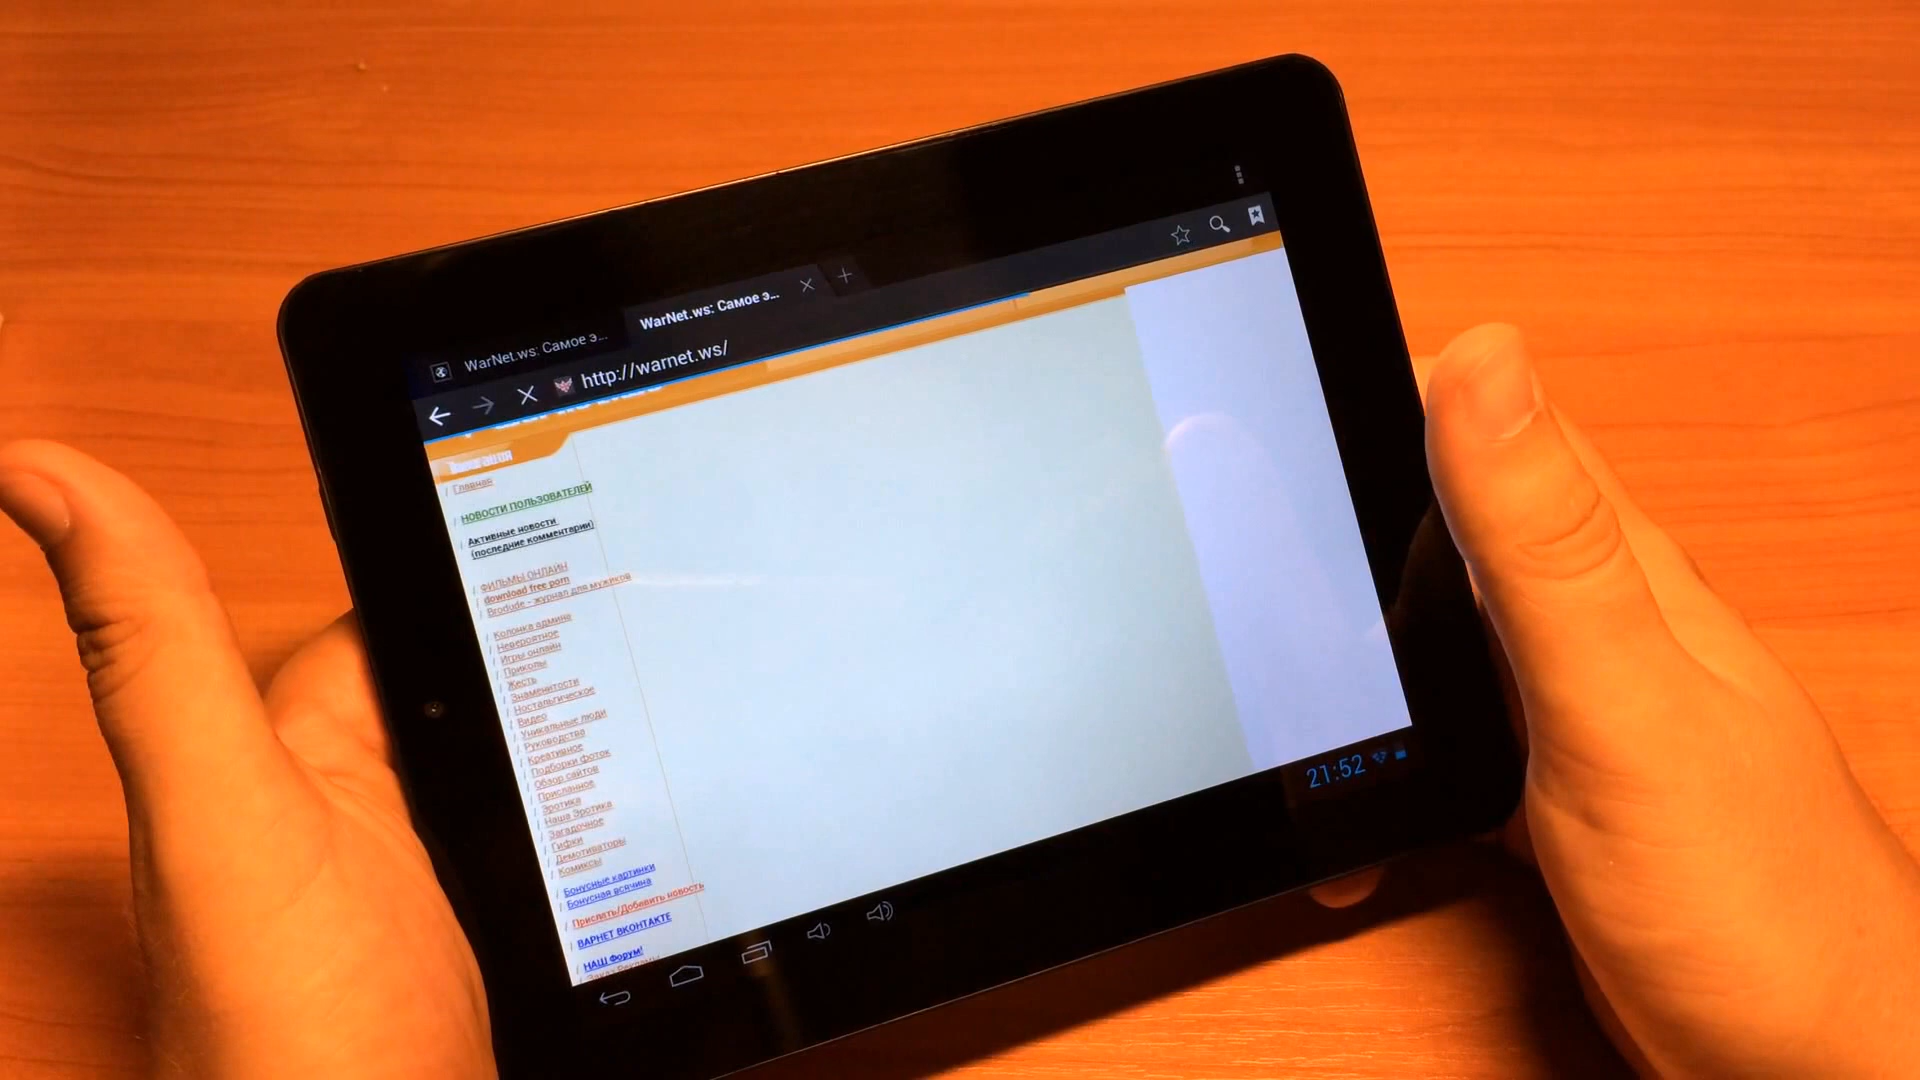 WarNet.ws: Самое э...
WarNet.ws: Самое э...
http://warnet.ws/
Главная
НОВОСТИ ПОЛЬЗОВАТЕЛЕЙ
Активные новости
(последние комментарии)
ФИЛЬМЫ ОНЛАЙН
download free porn
Brodude - журнал для мужиков
Колонка админа
Невероятное
Игры онлайн
Приколы
Жесть
Знаменитости
Ностальгическое
Видео
Уникальные люди
Руководства
Креативное
Подборки фоток
Обзор сайтов
Присланное
Эротика
Наша Эротика
Загадочное
Гифки
Демотиваторы
Комиксы
Бонусные картинки
Бонусная всячина
Прислать/Добавить новость
ВАРНЕТ ВКОНТАКТЕ
НАШ Форум!
21:52